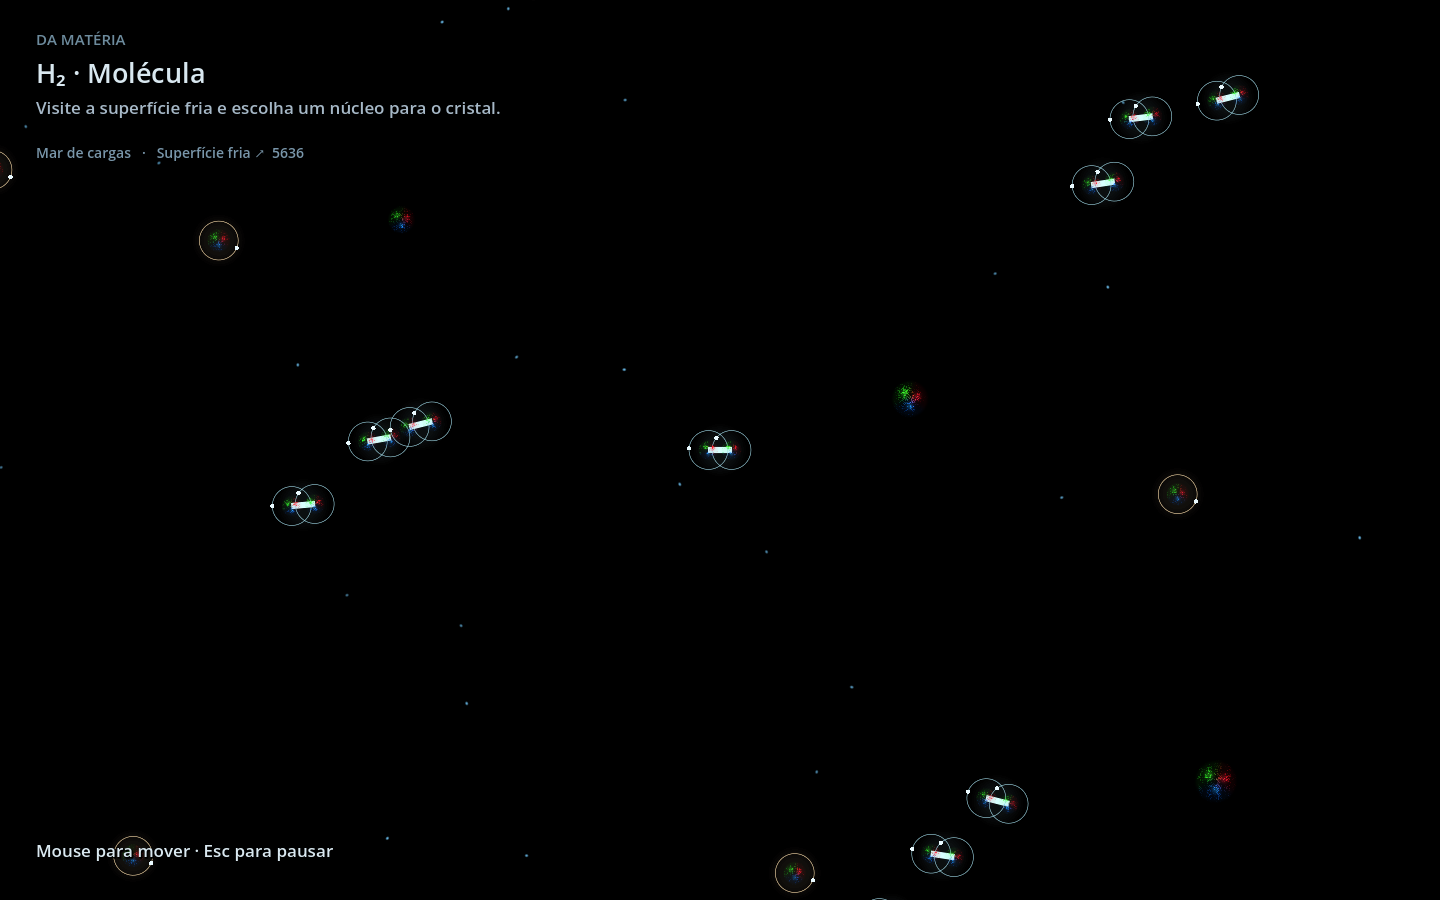 DA MATÉRIA
H₂ · Molécula
Visite a superfície fria e escolha um núcleo para o cristal.
Mar de cargas · Superfície fria ↗ 5636
Mouse para mover · Esc para pausar